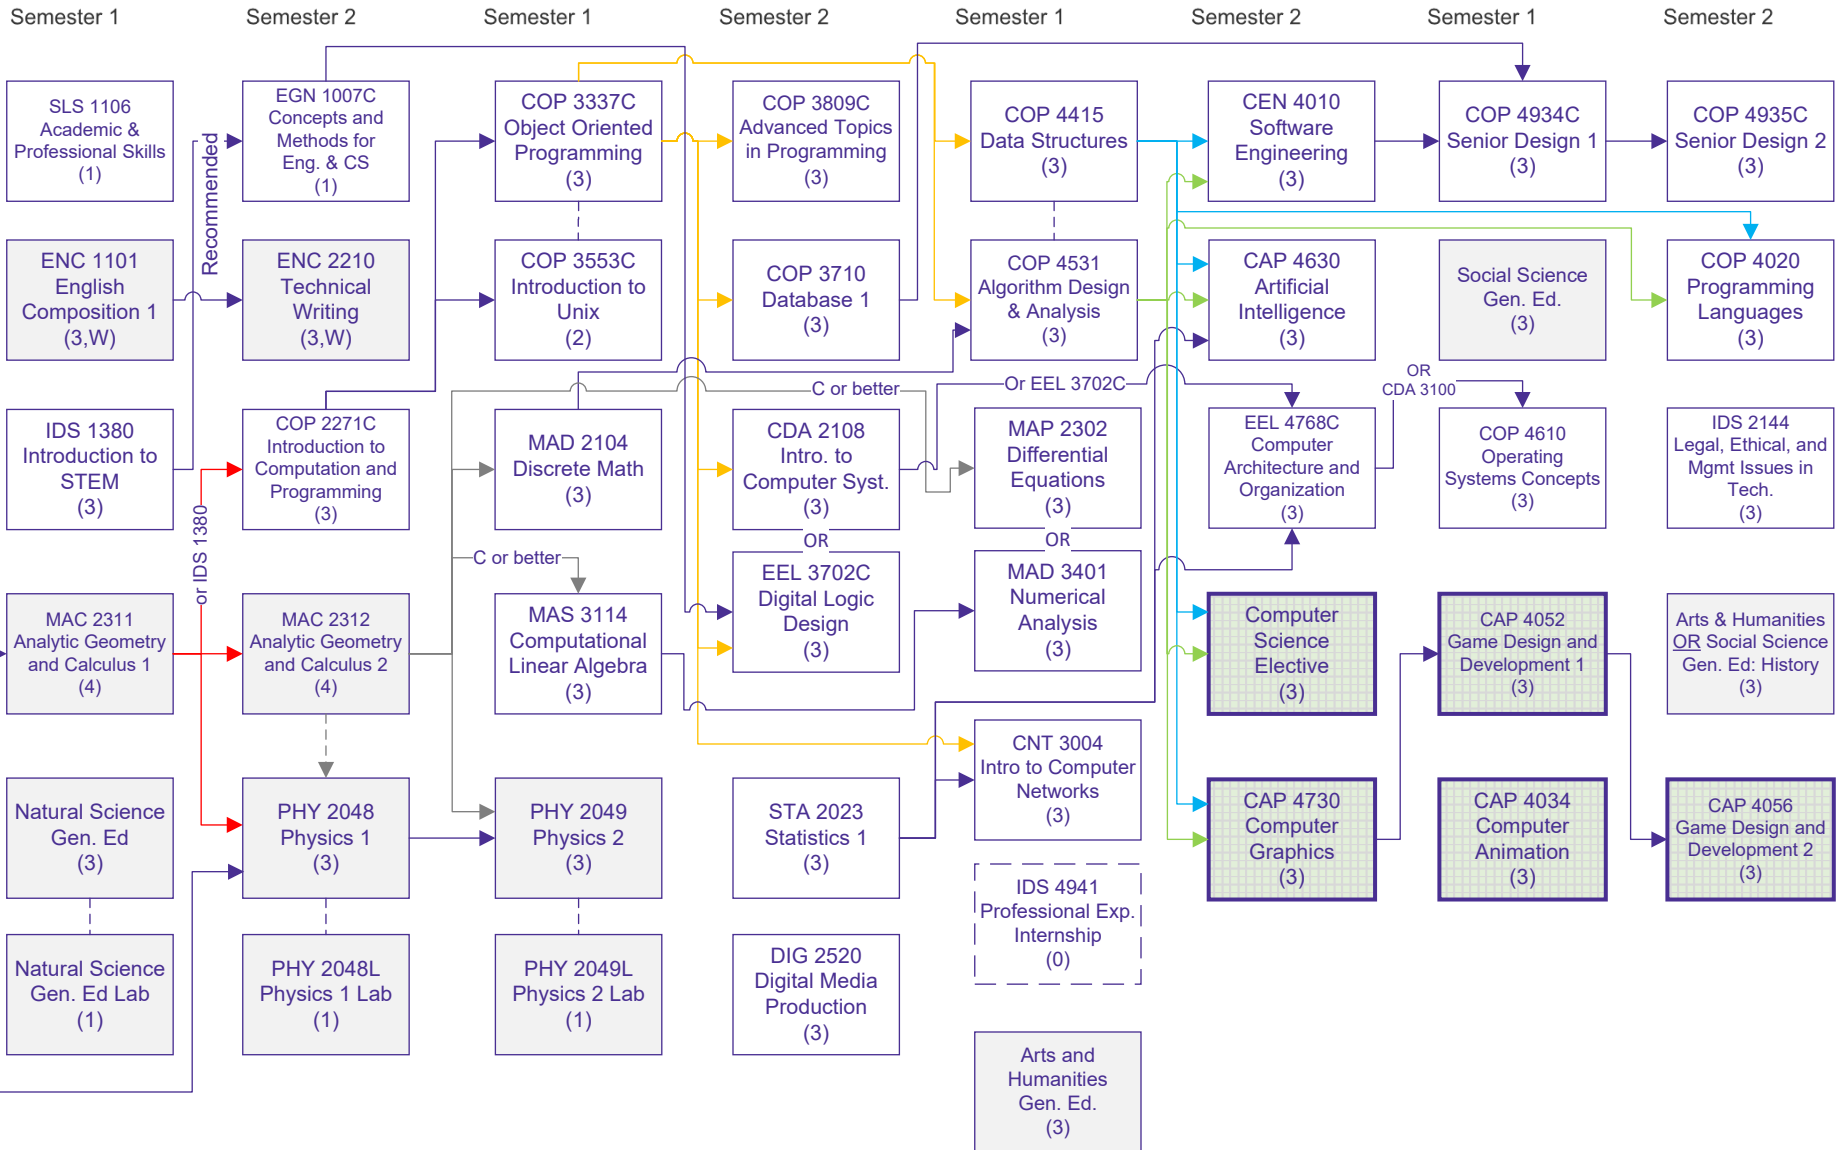 Semester 1
Semester 2
Semester 1
Semester 2
Semester 1
Semester 2
Semester 1
Semester 2
SLS 1106
Academic &
Professional Skills
(1)
Recommended
EGN 1007C
Concepts and
Methods for
Eng. & CS
(1)
COP 3337C
Object Oriented
Programming
(3)
COP 3809C
Advanced Topics
in Programming
(3)
COP 4415
Data Structures
(3)
CEN 4010
Software
Engineering
(3)
COP 4934C
Senior Design 1
(3)
COP 4935C
Senior Design 2
(3)
ENC 1101
English
Composition 1
(3,W)
ENC 2210
Technical
Writing
(3,W)
COP 3553C
Introduction to
Unix
(2)
COP 3710
Database 1
(3)
COP 4531
Algorithm Design
& Analysis
(3)
CAP 4630
Artificial
Intelligence
(3)
Social Science
Gen. Ed.
(3)
COP 4020
Programming
Languages
(3)
C or better
Or EEL 3702C
OR
CDA 3100
IDS 1380
Introduction to
STEM
(3)
or IDS 1380
COP 2271C
Introduction to
Computation and
Programming
(3)
MAD 2104
Discrete Math
(3)
CDA 2108
Intro. to
Computer Syst.
(3)
MAP 2302
Differential
Equations
(3)
EEL 4768C
Computer
Architecture and
Organization
(3)
COP 4610
Operating
Systems Concepts
(3)
IDS 2144
Legal, Ethical, and
Mgmt Issues in
Tech.
(3)
C or better
OR
OR
MAC 2311
Analytic Geometry
and Calculus 1
(4)
MAC 2312
Analytic Geometry
and Calculus 2
(4)
MAS 3114
Computational
Linear Algebra
(3)
EEL 3702C
Digital Logic
Design
(3)
MAD 3401
Numerical
Analysis
(3)
Computer
Science
Elective
(3)
CAP 4052
Game Design and
Development 1
(3)
Arts & Humanities
OR Social Science
Gen. Ed: History
(3)
Natural Science
Gen. Ed
(3)
PHY 2048
Physics 1
(3)
PHY 2049
Physics 2
(3)
STA 2023
Statistics 1
(3)
CNT 3004
Intro to Computer
Networks
(3)
CAP 4730
Computer
Graphics
(3)
CAP 4034
Computer
Animation
(3)
CAP 4056
Game Design and
Development 2
(3)
IDS 4941
Professional Exp.
Internship
(0)
Natural Science
Gen. Ed Lab
(1)
PHY 2048L
Physics 1 Lab
(1)
PHY 2049L
Physics 2 Lab
(1)
DIG 2520
Digital Media
Production
(3)
Arts and
Humanities
Gen. Ed.
(3)